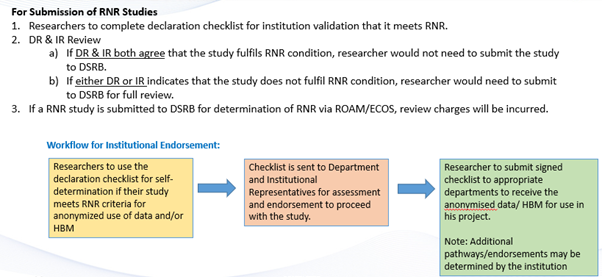 For Submission of RNR Studies
1. Researchers to complete declaration checklist for institution validation that it meets RNR.
2. DR & IR Review
a) If DR & IR both agree that the study fulfils RNR condition, researcher would not need to submit the study
to DSRB.
b) If either DR or IR indicates that the study does not fulfil RNR condition, researcher would need to submit
to DSRB for full review.
3. If a RNR study is submitted to DSRB for determination of RNR via ROAM/ECOS, review charges will be incurred.
Workflow for Institutional Endorsement:
Researchers to use the
declaration checklist for self-
determination if their study
meets RNR criteria for
anonymized use of data and/or
HBM
Checklist is sent to Department
and Institutional
Representatives for assessment
and endorsement to proceed
with the study.
Researcher to submit signed
checklist to appropriate
departments to receive the
anonymised data/ HBM for use in
his project.
Note: Additional
pathways/endorsements may be
determined by the institution